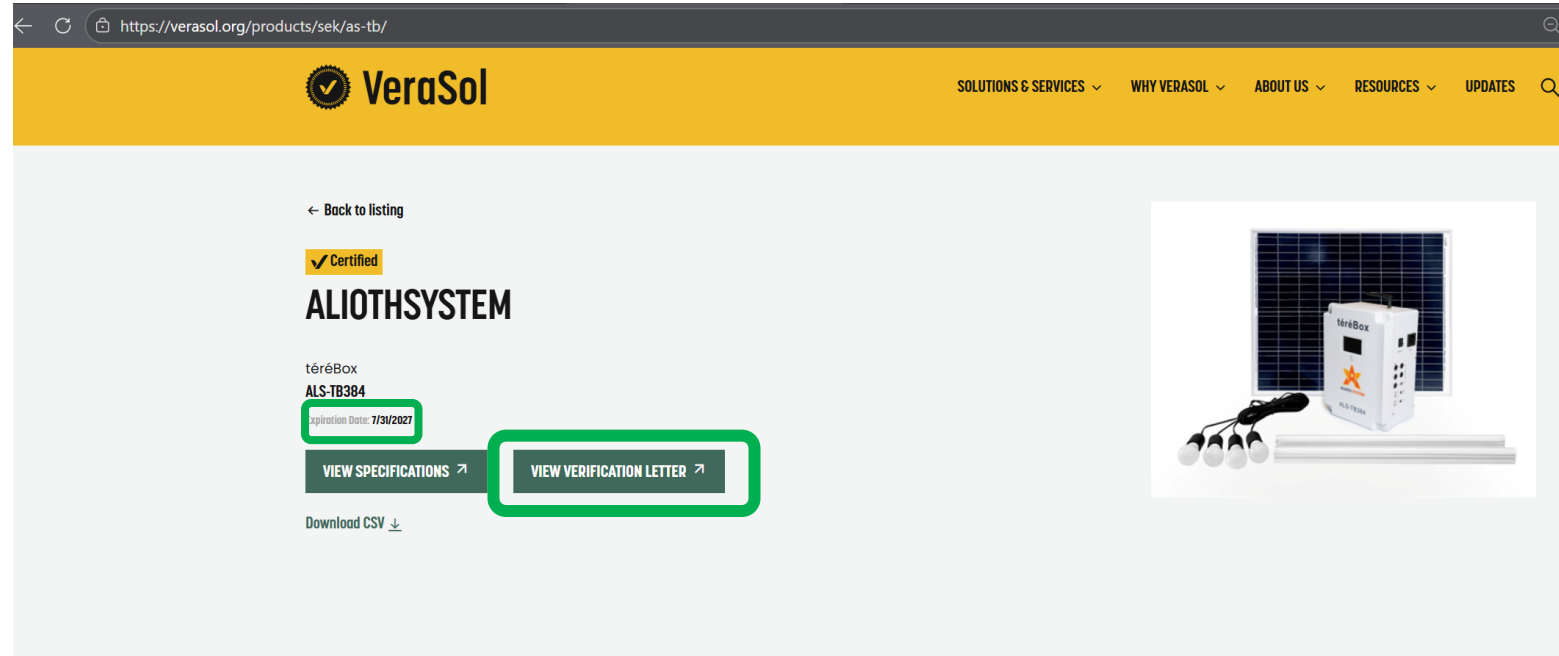 https://verasol.org/products/sek/as-tb/
VeraSol
SOLUTIONS & SERVICES
WHY VERASOL
ABOUT US
RESOURCES
UPDATES
← Back to listing
Certified
ALIOTHSYSTEM
téréBox
ALS-TB384
Expiration Date: 7/31/2027
VIEW SPECIFICATIONS
VIEW VERIFICATION LETTER
Download CSV
téréBox
ALS-TB384